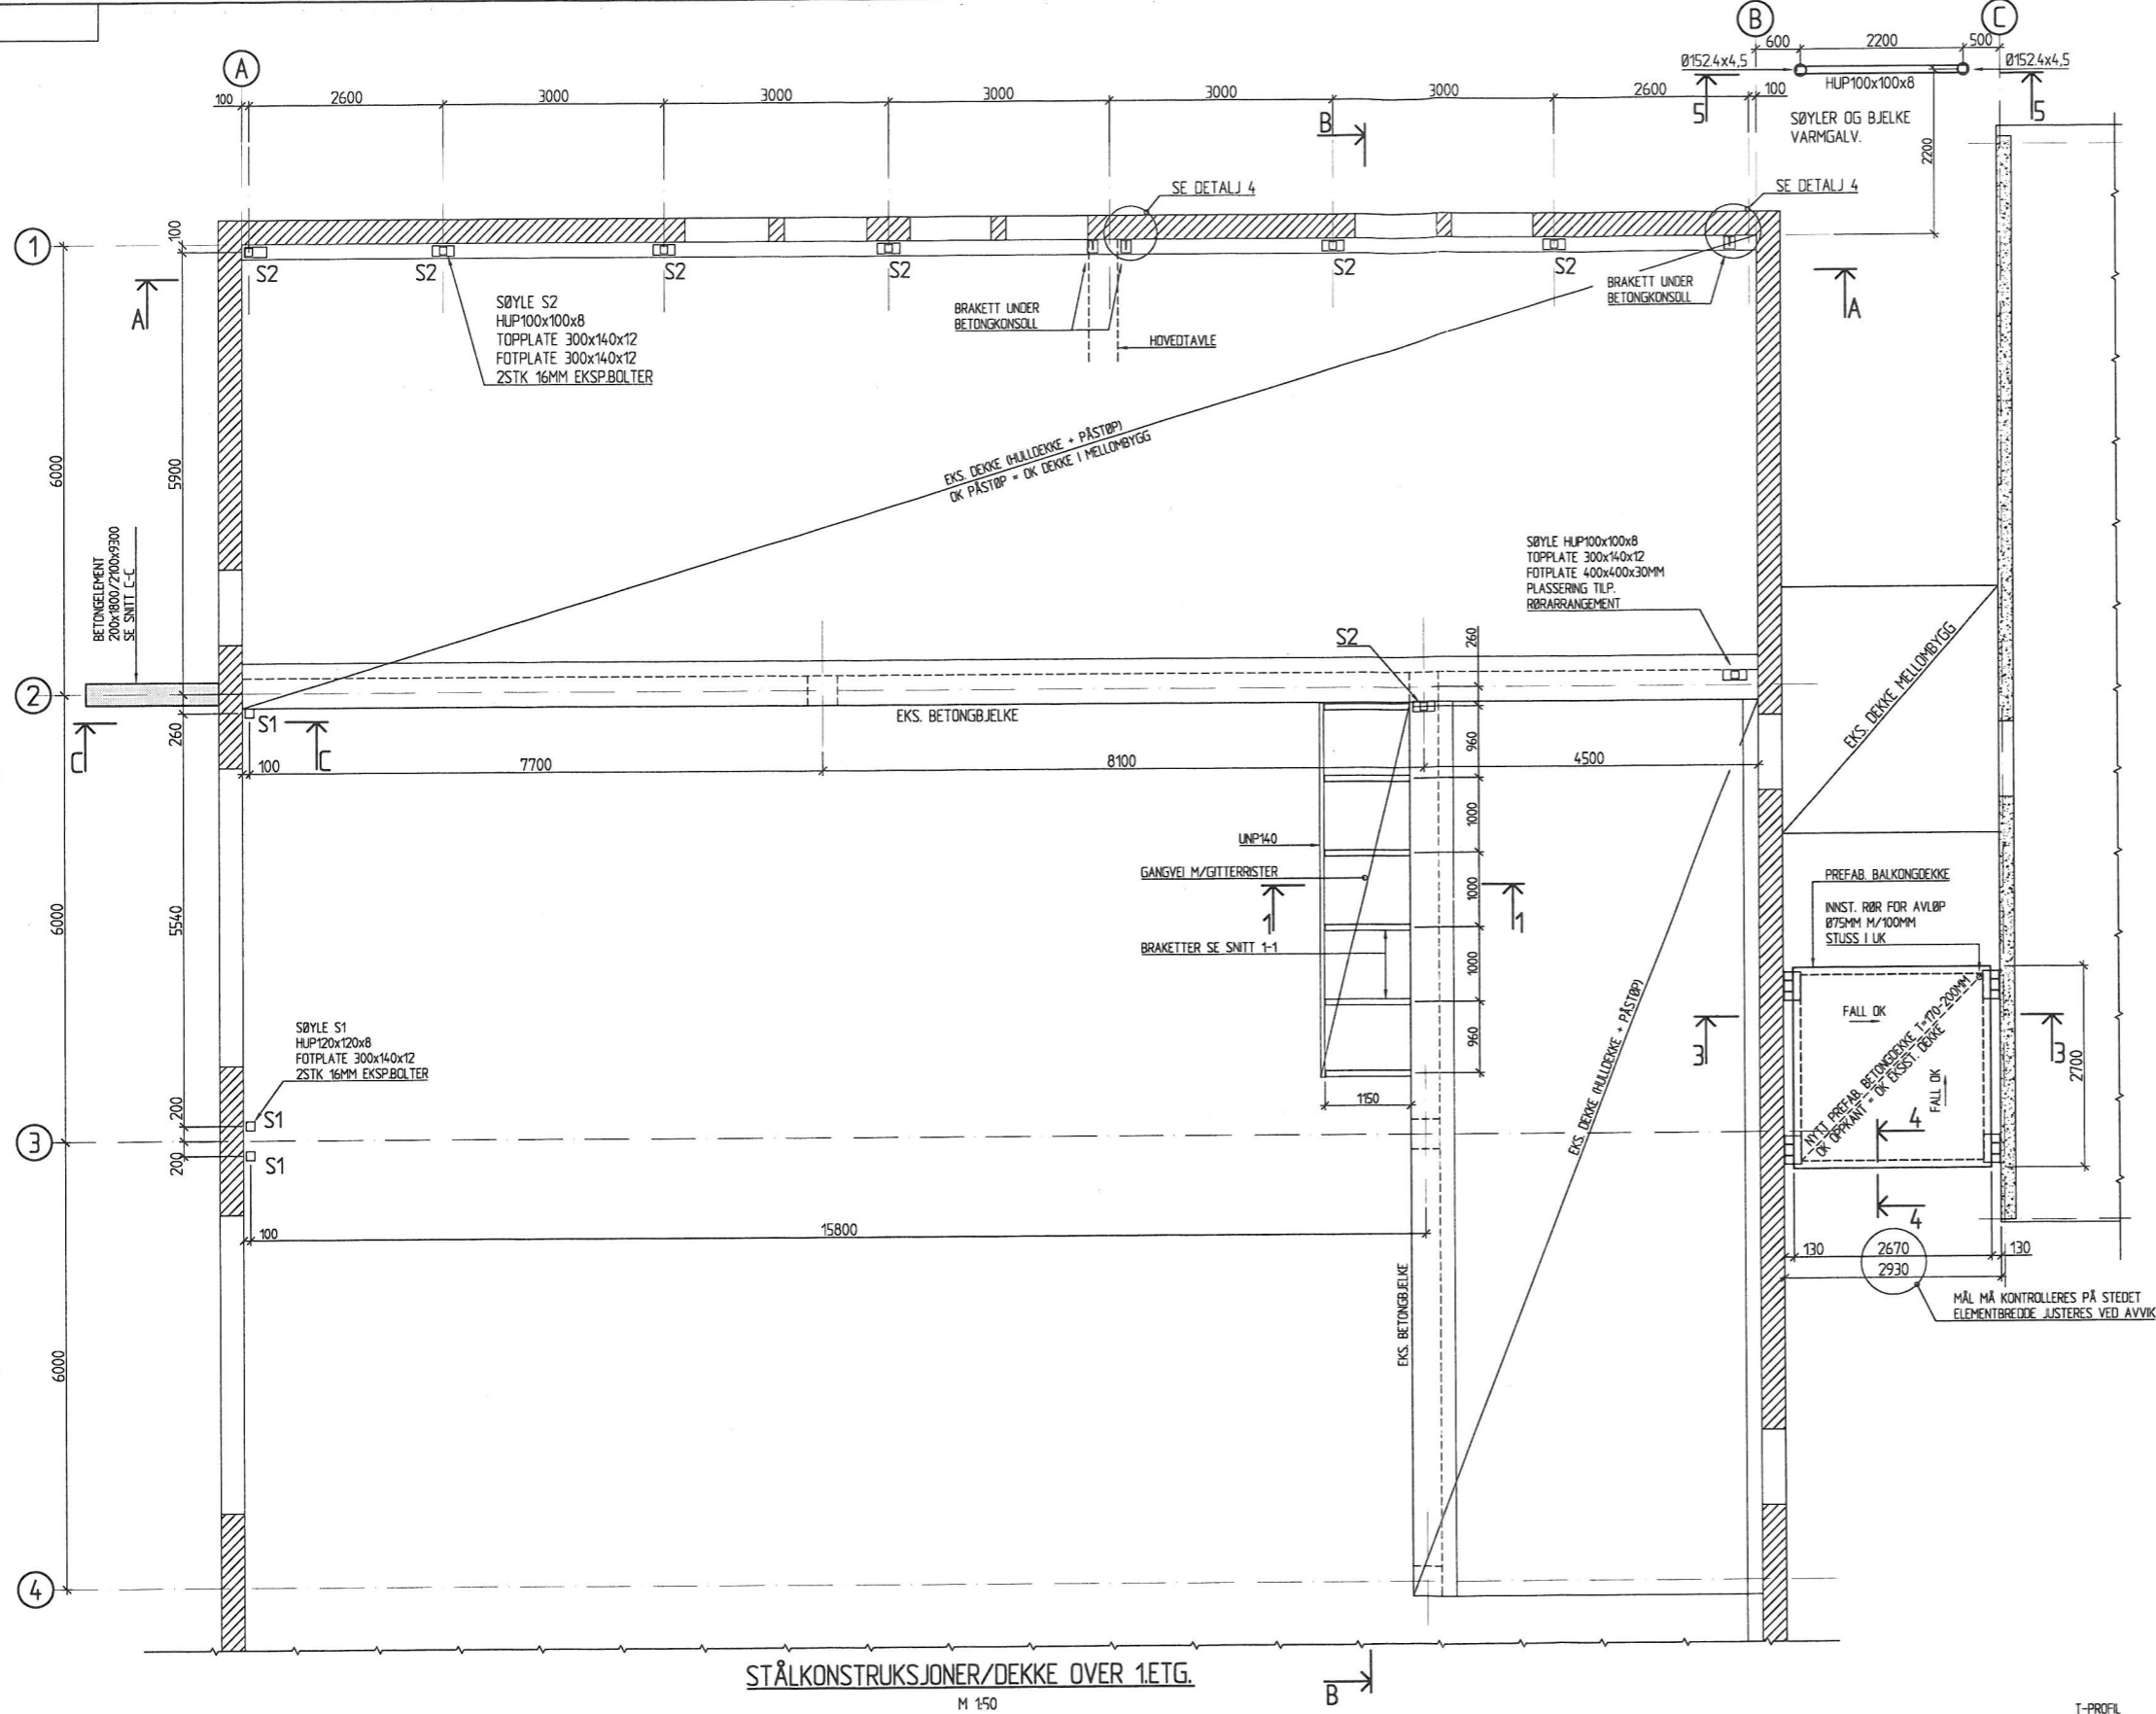 B
C
600
2200
500
Ø152.4x4,5
Ø152.4x4,5
HUP100x100x8
A
100
2600
3000
3000
3000
3000
3000
2600
100
5
5
SØYLER OG BJELKE
VARMGALV.
B
2200
SE DETALJ 4
SE DETALJ 4
1
100
S2
S2
S2
S2
S2
S2
A
A
SØYLE S2
HUP100x100x8
TOPPLATE 300x140x12
FOTPLATE 300x140x12
2STK 16MM EKSP.BOLTER
BRAKETT UNDER
BETONGKONSOLL
HOVEDTAVLE
BRAKETT UNDER
BETONGKONSOLL
6000
5900
EKS. DEKKE (HULLDEKKE + PÅSTØP)
OK PÅSTØP = OK DEKKE I MELLOMBYGG
BETONGELEMENT
200x1800/2100x9300
SE SNITT C-C
SØYLE HUP100x100x8
TOPPLATE 300x140x12
FOTPLATE 400x400x30MM
PLASSERING TILP.
RØRARRANGEMENT
S2
260
EKS. DEKKE MELLOMBYGG
2
S1
C
C
260
EKS. BETONGBJELKE
100
7700
8100
4500
960
1000
1000
1000
960
UNP140
GANGVEI M/GITTERRISTER
1
1
BRAKETTER SE SNITT 1-1
PREFAB. BALKONGDEKKE
INNST. RØR FOR AVLØP
Ø75MM M/100MM
STUSS I UK
6000
5540
FALL OK
NYTT PREFAB. BETONGDEKKE T=170-200MM
OK OPPKANT = OK EKSIST. DEKKE
FALL OK
3
3
2700
4
4
SØYLE S1
HUP120x120x8
FOTPLATE 300x140x12
2STK 16MM EKSP.BOLTER
1150
EKS. DEKKE (HULLDEKKE + PÅSTØP)
200
S1
3
200
S1
100
15800
130
2670
130
2930
MÅL MÅ KONTROLLERES PÅ STEDET
ELEMENTBREDDE JUSTERES VED AVVIK
EKS. BETONGBJELKE
6000
4
STÅLKONSTRUKSJONER/DEKKE OVER 1.ETG.
M 1:50
B
T-PROFIL